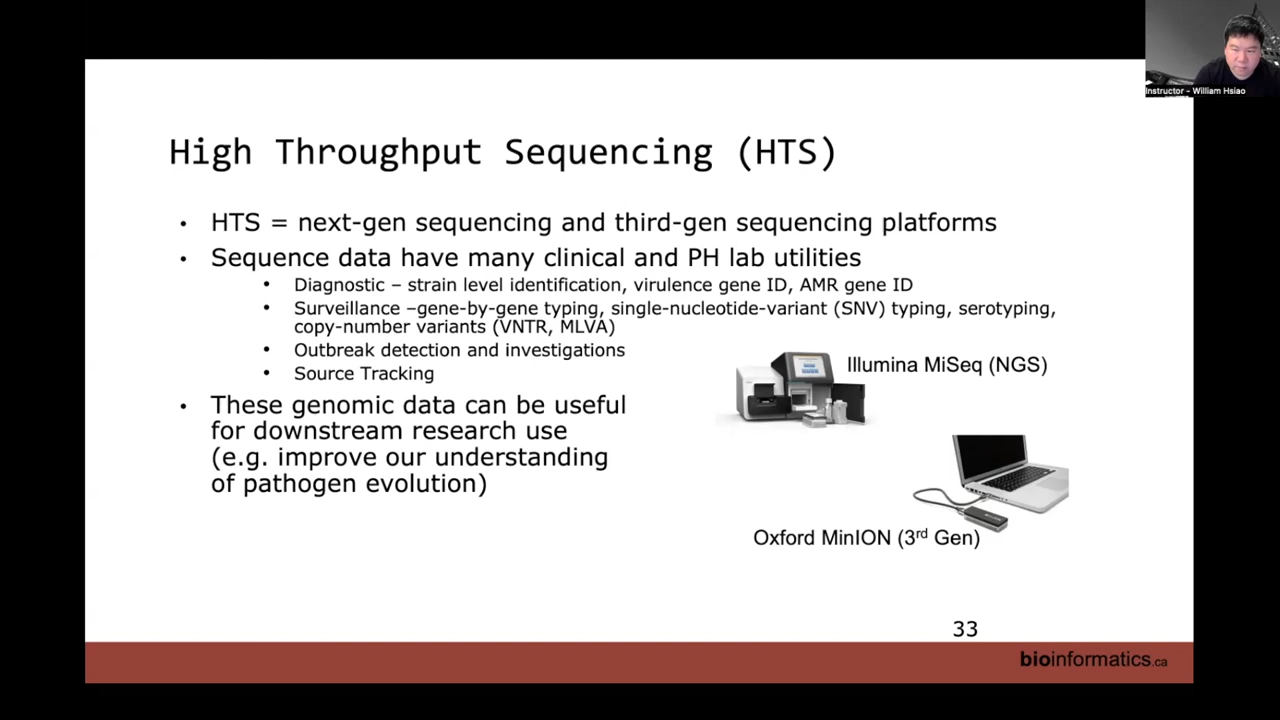 Instructor - William Hsiao
High Throughput Sequencing (HTS)
• HTS = next-gen sequencing and third-gen sequencing platforms
• Sequence data have many clinical and PH lab utilities
• Diagnostic – strain level identification, virulence gene ID, AMR gene ID
• Surveillance –gene-by-gene typing, single-nucleotide-variant (SNV) typing, serotyping,
copy-number variants (VNTR, MLVA)
• Outbreak detection and investigations
• Source Tracking
Illumina MiSeq (NGS)
• These genomic data can be useful
for downstream research use
(e.g. improve our understanding
of pathogen evolution)
Oxford MinION (3rd Gen)
33
bioinformatics.ca